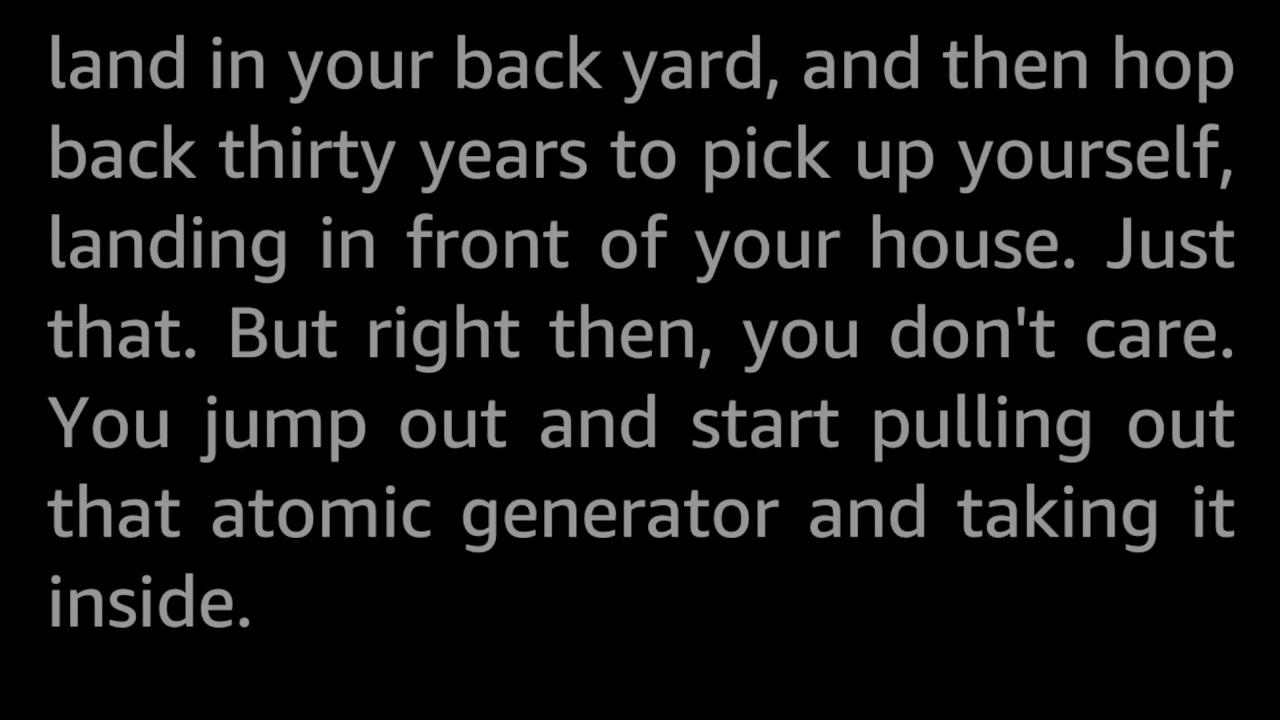 land in your back yard, and then hop
back thirty years to pick up yourself,
landing in front of your house. Just
that. But right then, you don't care.
You jump out and start pulling out
that atomic generator and taking it
inside.